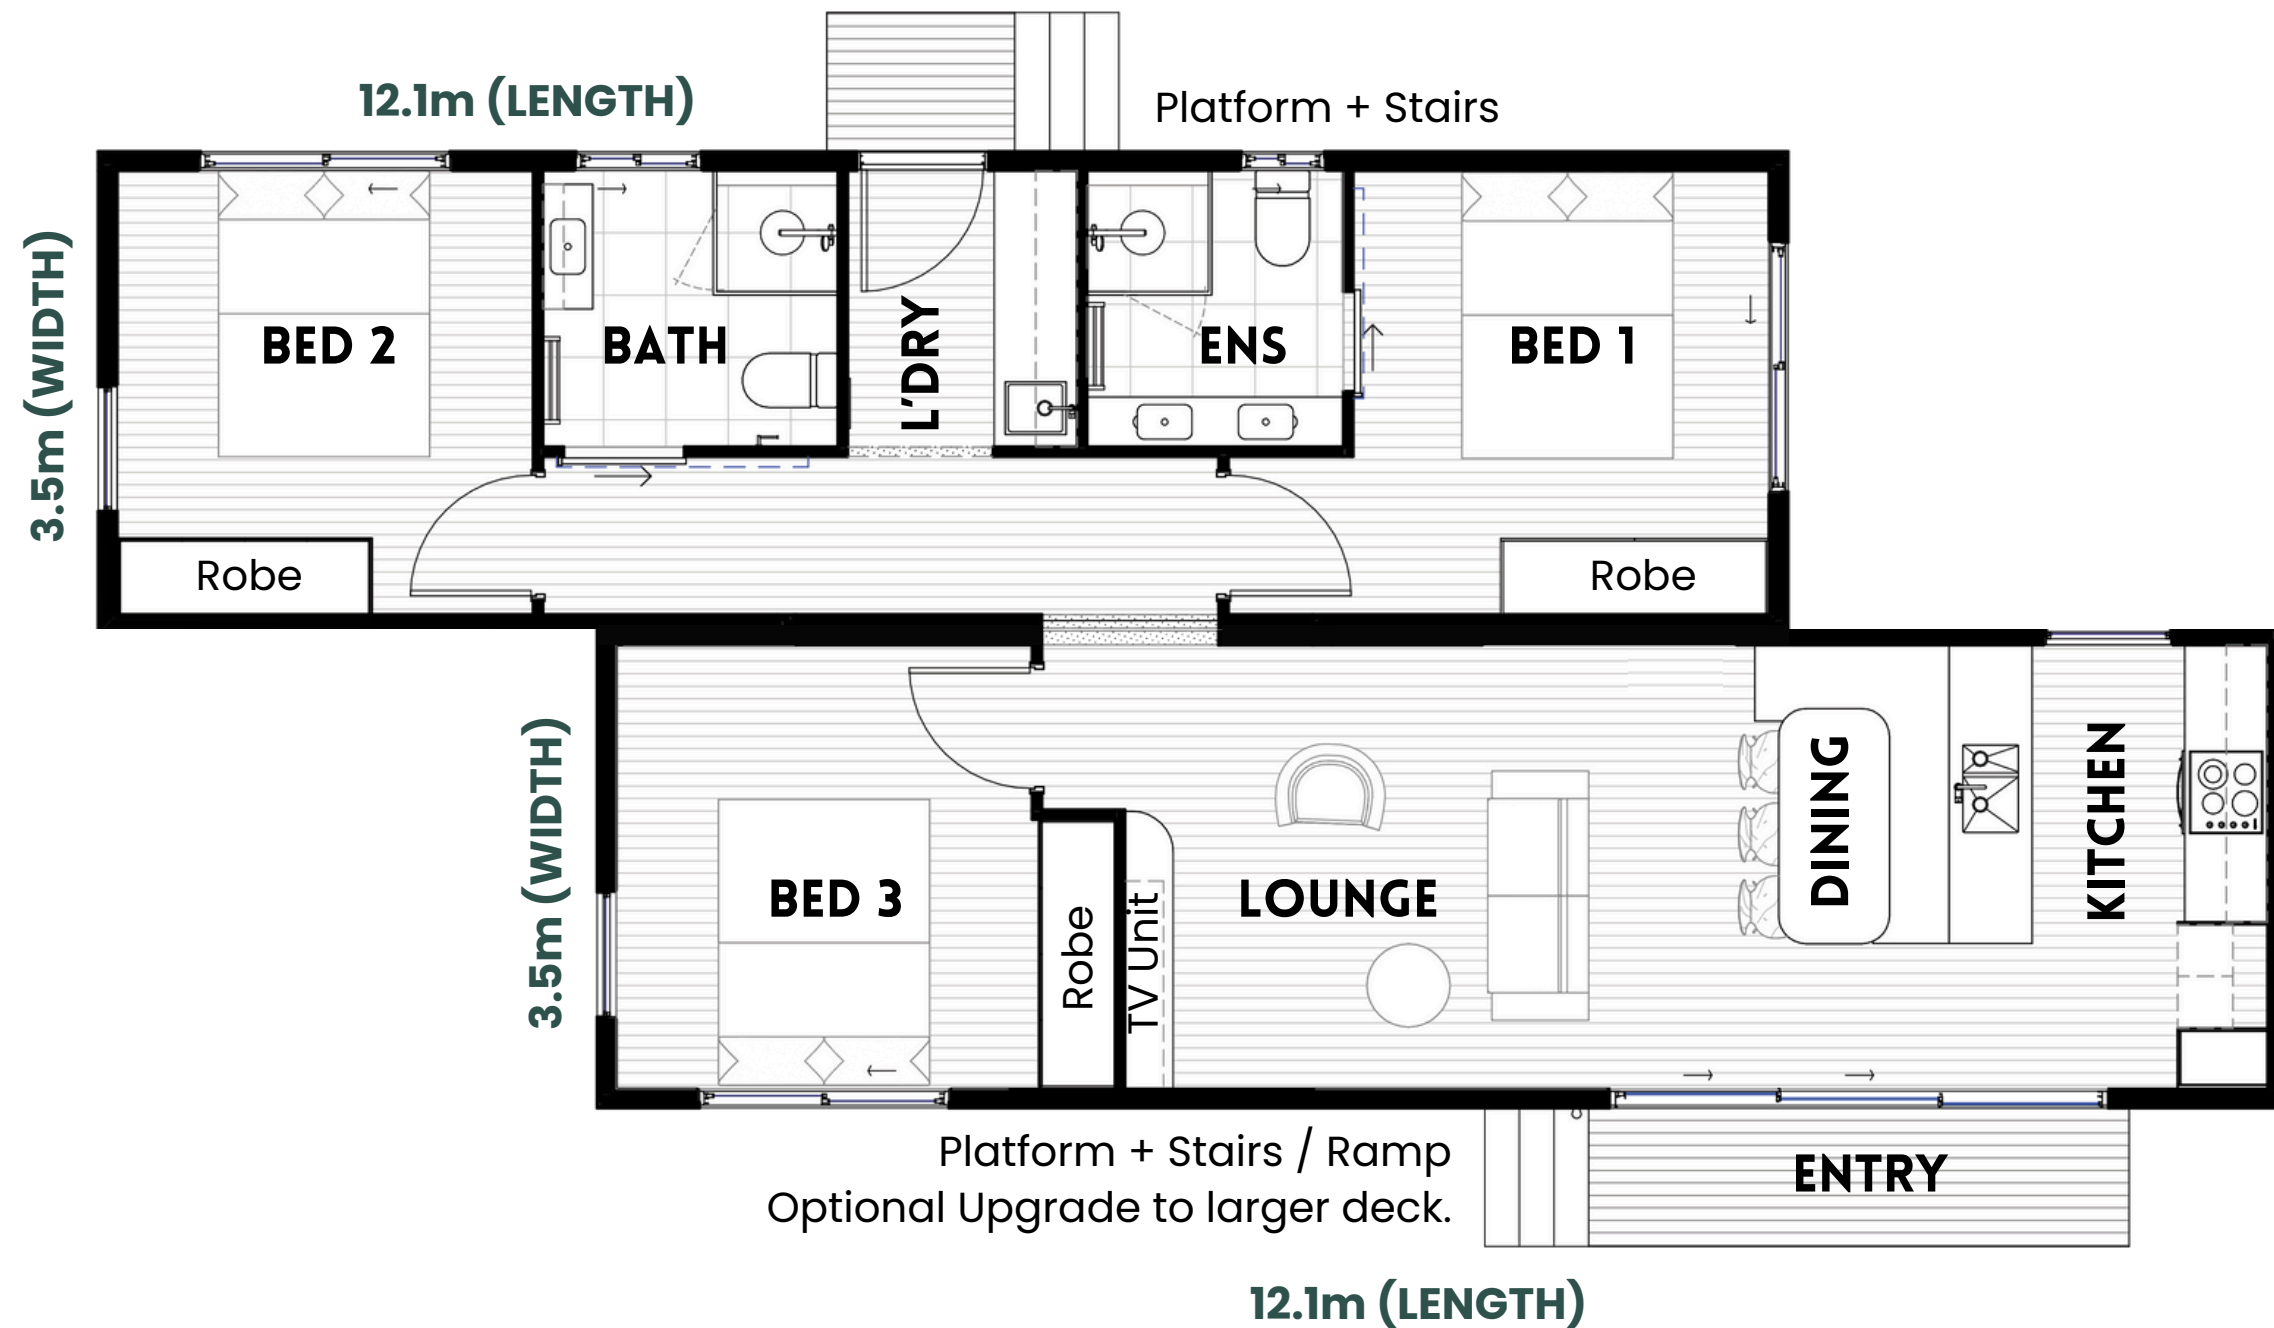 12.1m (LENGTH)
Platform + Stairs
3.5m (WIDTH)
BED 2
BATH
L'DRY
ENS
BED 1
Robe
Robe
3.5m (WIDTH)
BED 3
Robe
TV Unit
LOUNGE
DINING
KITCHEN
Platform + Stairs / Ramp
Optional Upgrade to larger deck.
ENTRY
12.1m (LENGTH)